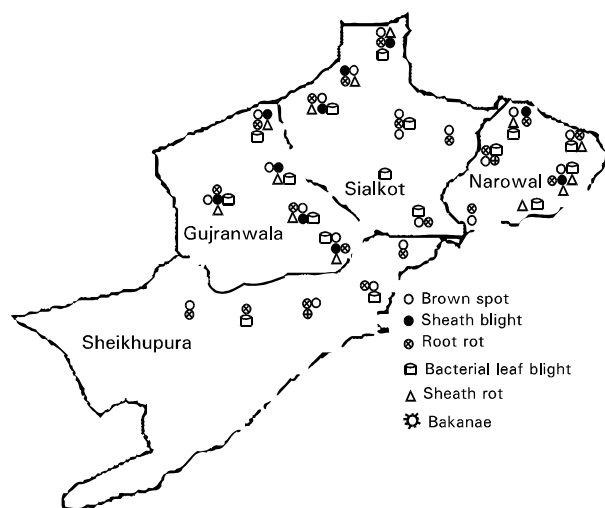 Sialkot
Narowal
Gujranwala
Sheikhupura
Brown spot
Sheath blight
Root rot
Bacterial leaf blight
Sheath rot
Bakanae